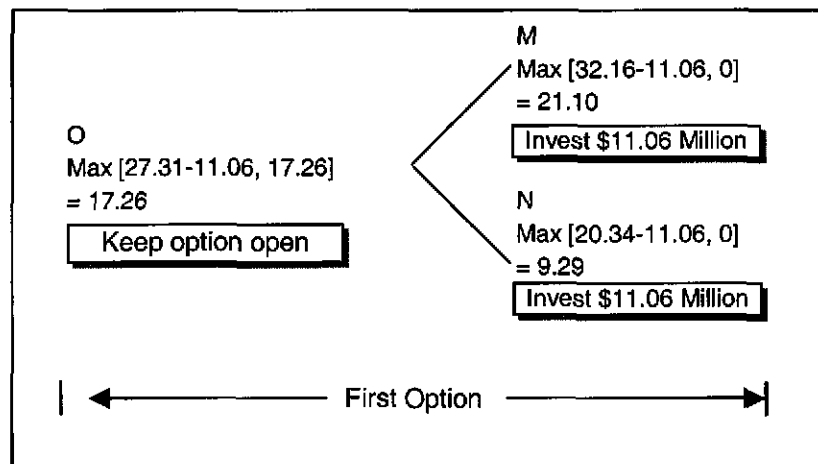 O
Max [27.31-11.06, 17.26]
= 17.26
Keep option open
M
Max [32.16-11.06, 0]
= 21.10
Invest $11.06 Million
N
Max [20.34-11.06, 0]
= 9.29
Invest $11.06 Million
First Option